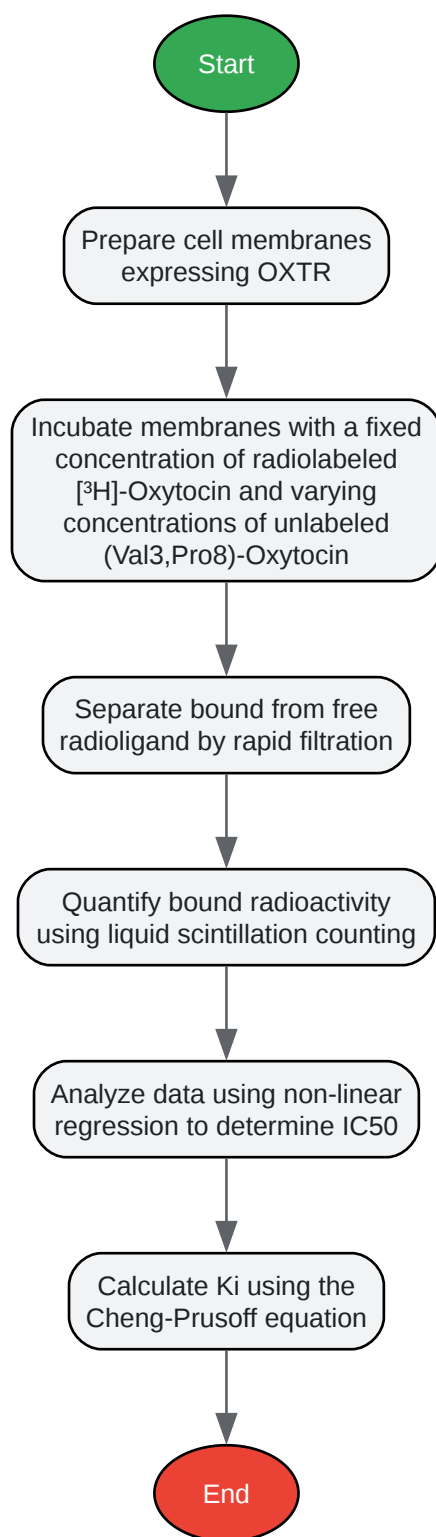 Start
Prepare cell membranes
expressing OXTR
Incubate membranes with a fixed
concentration of radiolabeled
[³H]-Oxytocin and varying
concentrations of unlabeled
(Val3,Pro8)-Oxytocin
Separate bound from free
radioligand by rapid filtration
Quantify bound radioactivity
using liquid scintillation counting
Analyze data using non-linear
regression to determine IC50
Calculate Ki using the
Cheng-Prusoff equation
End